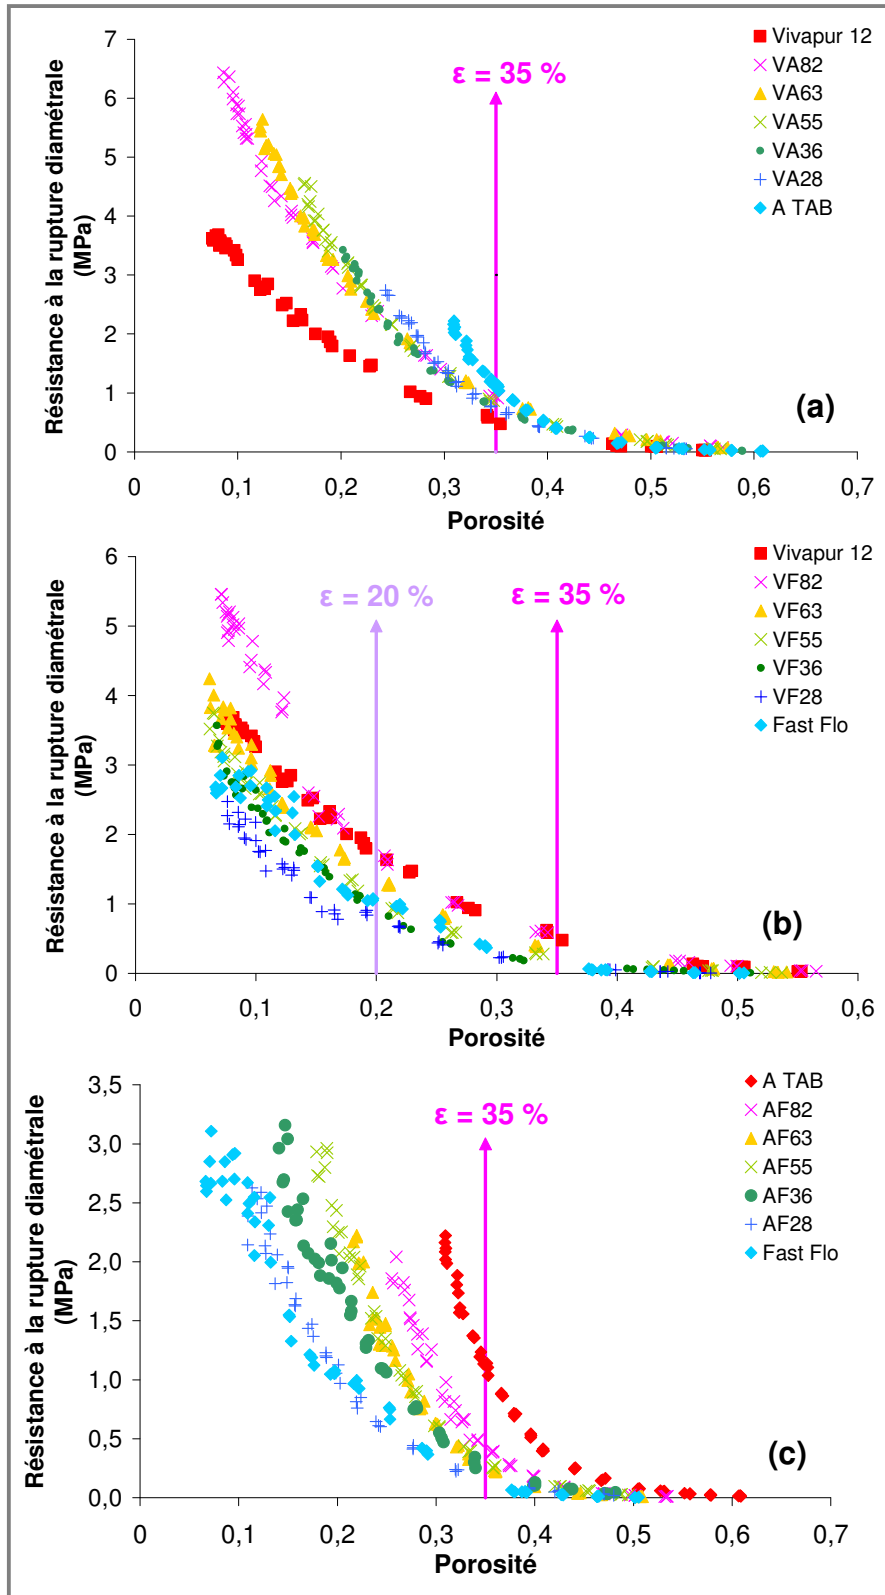 Résistance à la rupture diamétrale
(MPa)
7
6
5
4
3
2
1
0
0
0,1
0,2
0,3
0,4
0,5
0,6
0,7
Porosité
ε = 35 %
Vivapur 12
VA82
VA63
VA55
VA36
VA28
A TAB
(a)
Résistance à la rupture diamétrale
(MPa)
6
5
4
3
2
1
0
0
0,1
0,2
0,3
0,4
0,5
0,6
Porosité
ε = 20 %
ε = 35 %
Vivapur 12
VF82
VF63
VF55
VF36
VF28
Fast Flo
(b)
Résistance à la rupture diamétrale
(MPa)
3,5
3,0
2,5
2,0
1,5
1,0
0,5
0,0
0
0,1
0,2
0,3
0,4
0,5
0,6
0,7
Porosité
ε = 35 %
A TAB
AF82
AF63
AF55
AF36
AF28
Fast Flo
(c)